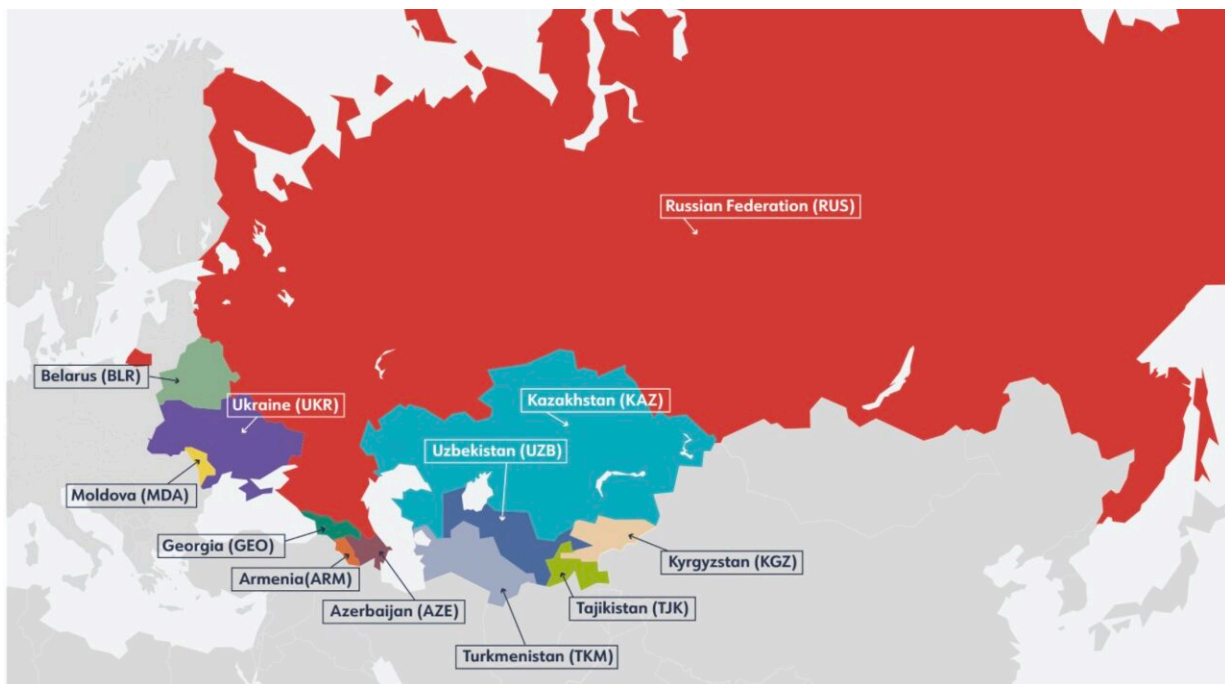 Russian Federation (RUS)
Belarus (BLR)
Ukraine (UKR)
Kazakhstan (KAZ)
Uzbekistan (UZB)
Moldova (MDA)
Georgia (GEO)
Kyrgyzstan (KGZ)
Armenia(ARM)
Azerbaijan (AZE)
Tajikistan (TJK)
Turkmenistan (TKM)